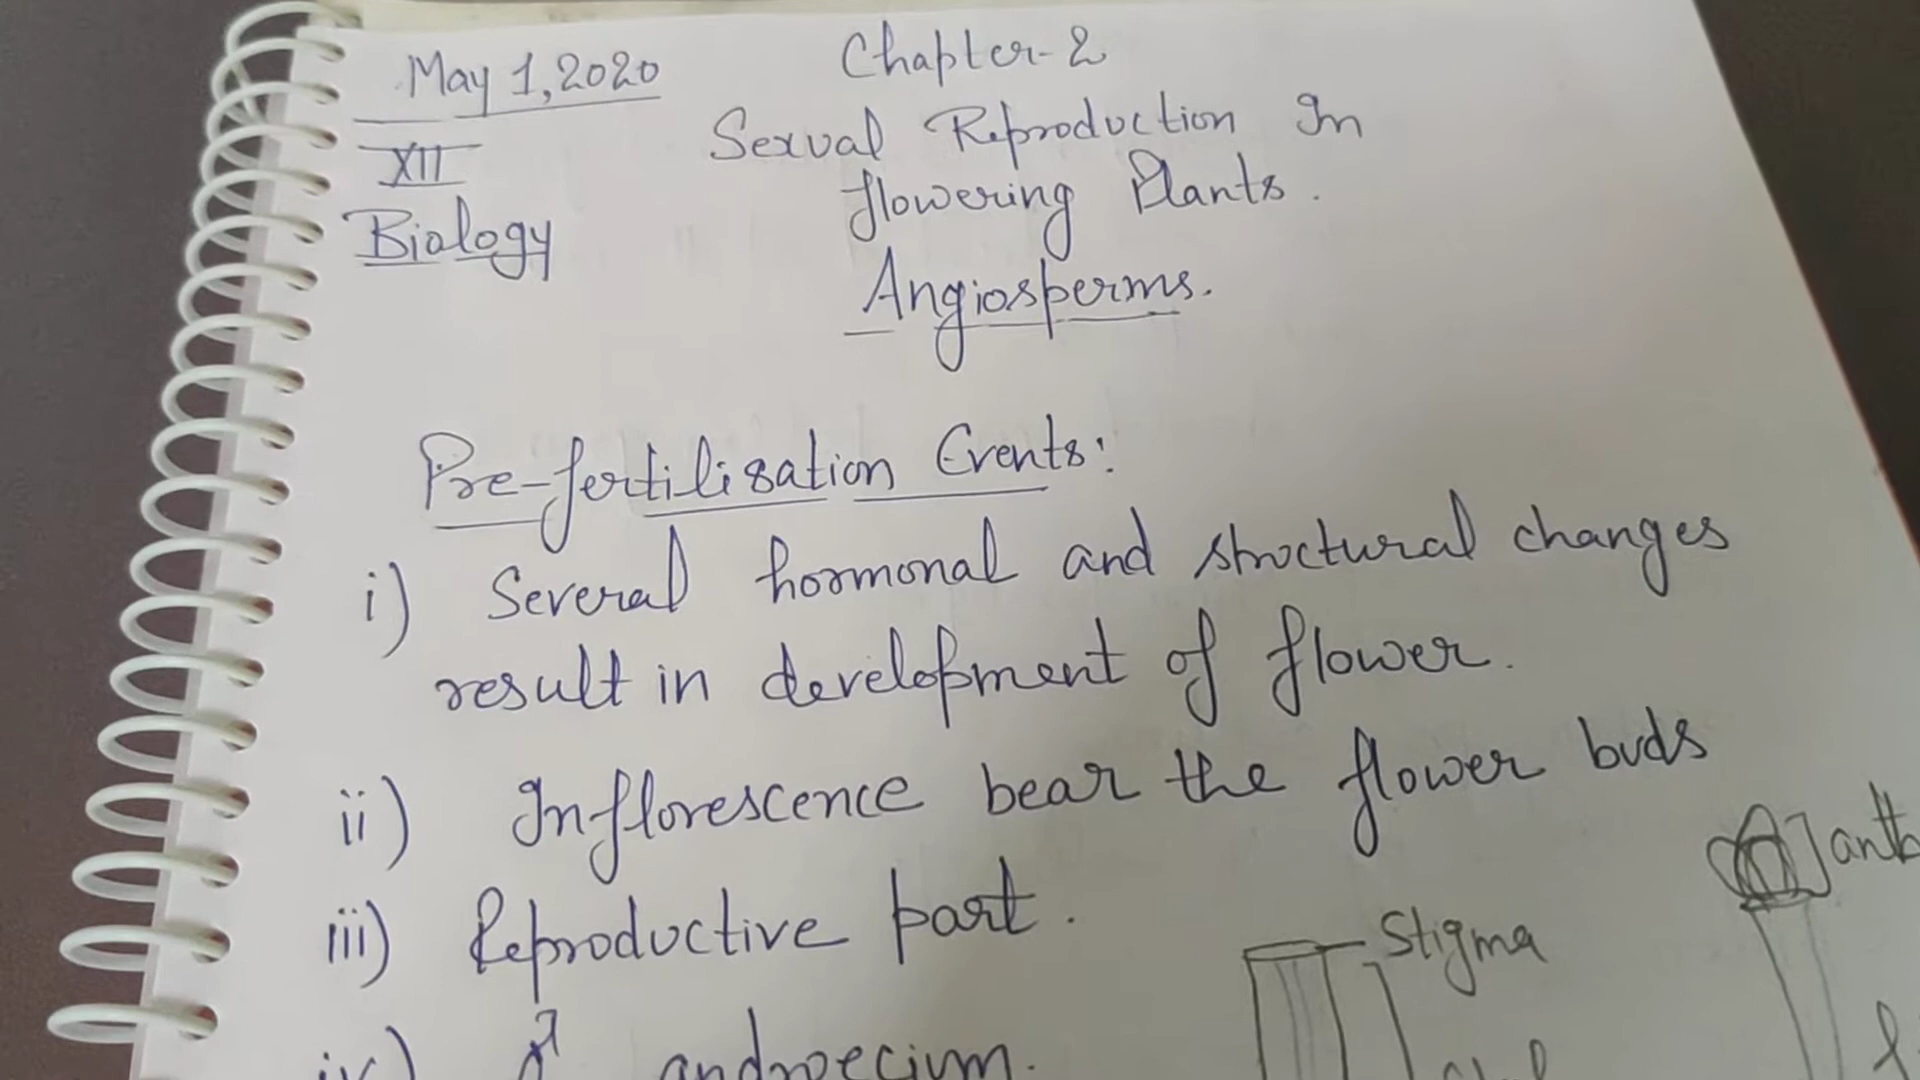 May 1, 2020
Chapter-2
XII
Biology
Sexual Reproduction In
flowering Plants.
Angiosperms.
Pre-fertilisation Events:
i) Several hormonal and structural changes
result in development of flower.
ii) Inflorescence bear the flower buds
iii) Reproductive part.
Stigma
iv) androecium.